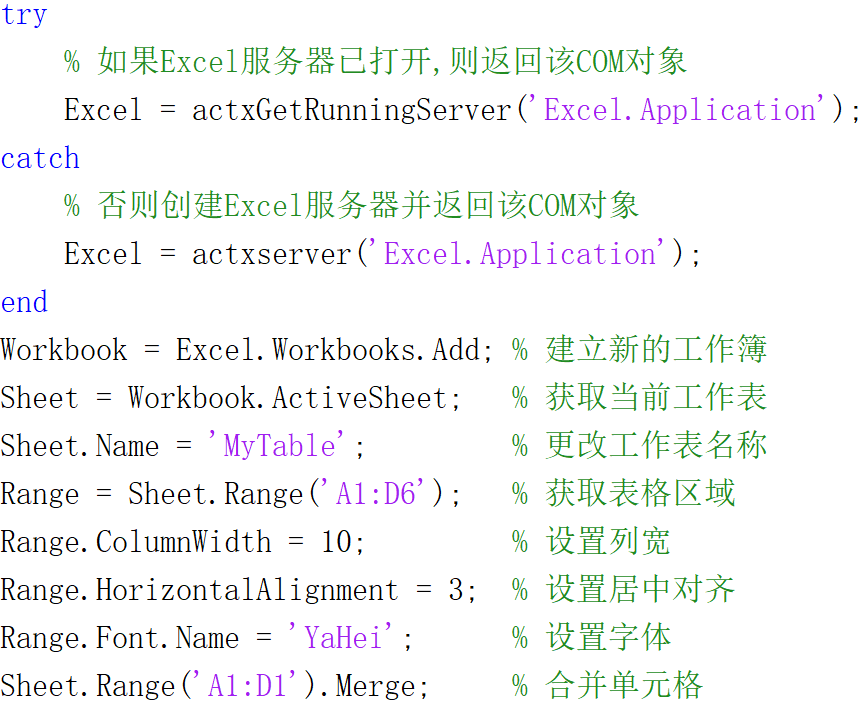 try
    % 如果Excel服务器已打开,则返回该COM对象
    Excel = actxGetRunningServer('Excel.Application');
catch
    % 否则创建Excel服务器并返回该COM对象
    Excel = actxserver('Excel.Application');
end
Workbook = Excel.Workbooks.Add; % 建立新的工作簿
Sheet = Workbook.ActiveSheet;   % 获取当前工作表
Sheet.Name = 'MyTable';         % 更改工作表名称
Range = Sheet.Range('A1:D6');   % 获取表格区域
Range.ColumnWidth = 10;         % 设置列宽
Range.HorizontalAlignment = 3;  % 设置居中对齐
Range.Font.Name = 'YaHei';      % 设置字体
Sheet.Range('A1:D1').Merge;     % 合并单元格